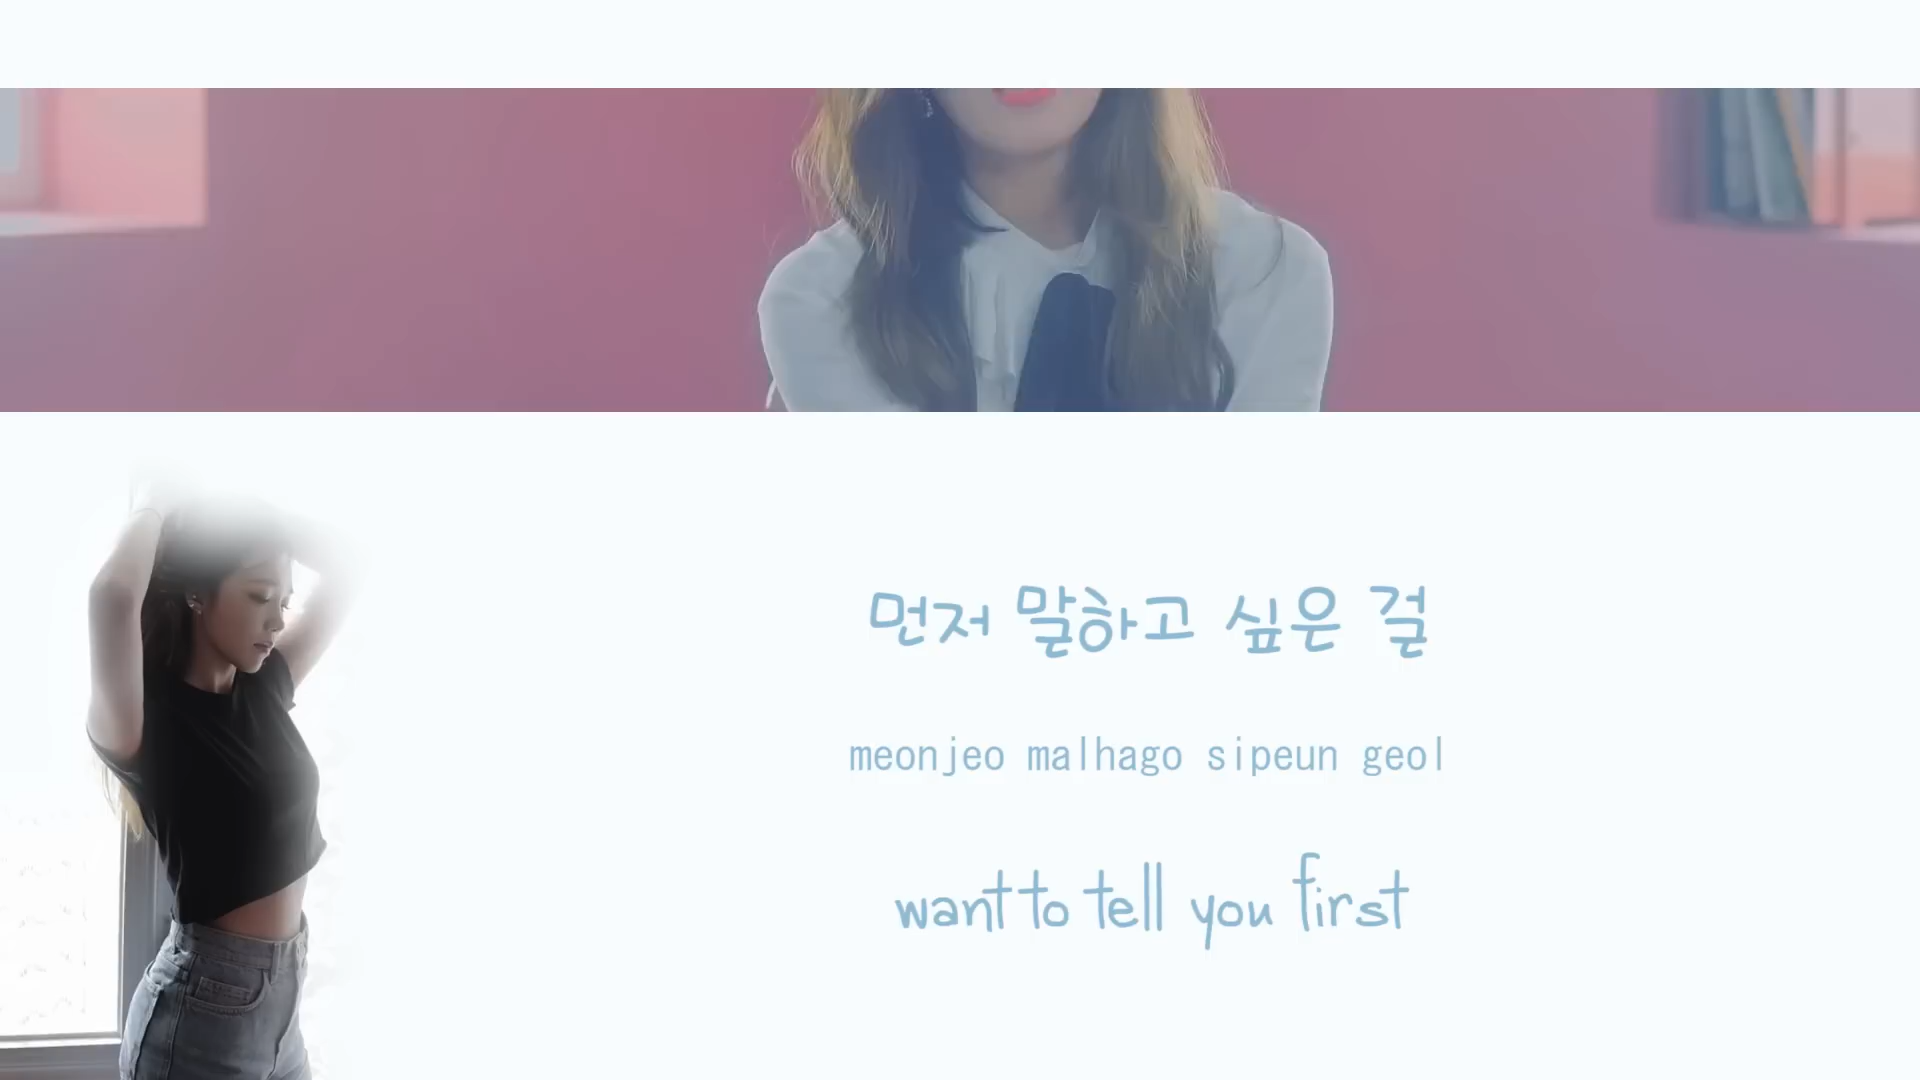 먼저 말하고 싶은 걸
meonjeo malhago sipeun geol
want to tell you first